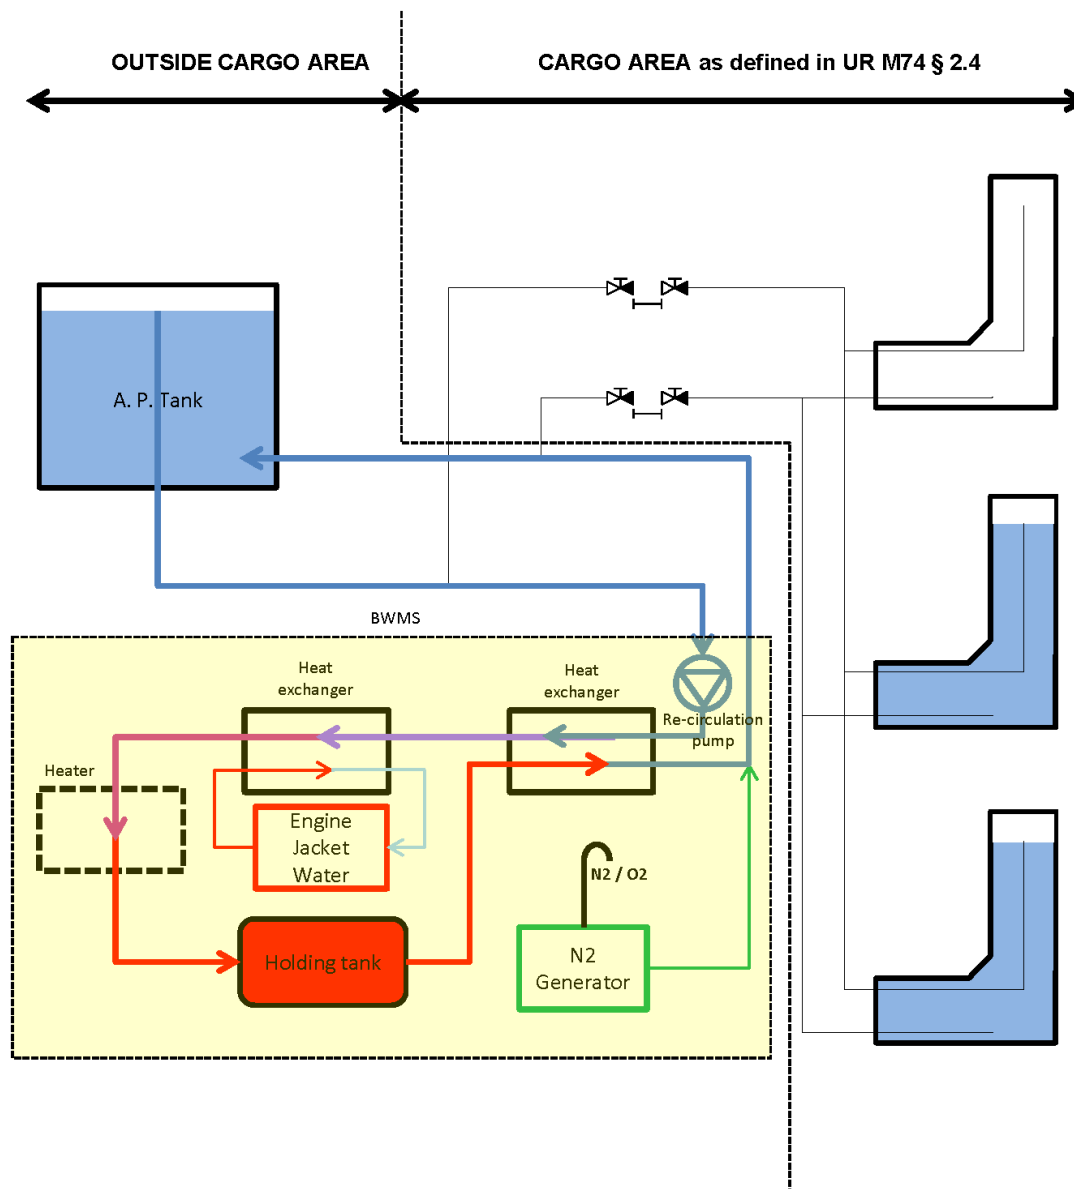 OUTSIDE CARGO AREA
CARGO AREA as defined in UR M74 § 2.4
A. P. Tank
BWMS
Heat
exchanger
Heat
exchanger
Re-circulation
pump
Heater
Engine
Jacket
Water
N2 / O2
Holding tank
N2
Generator